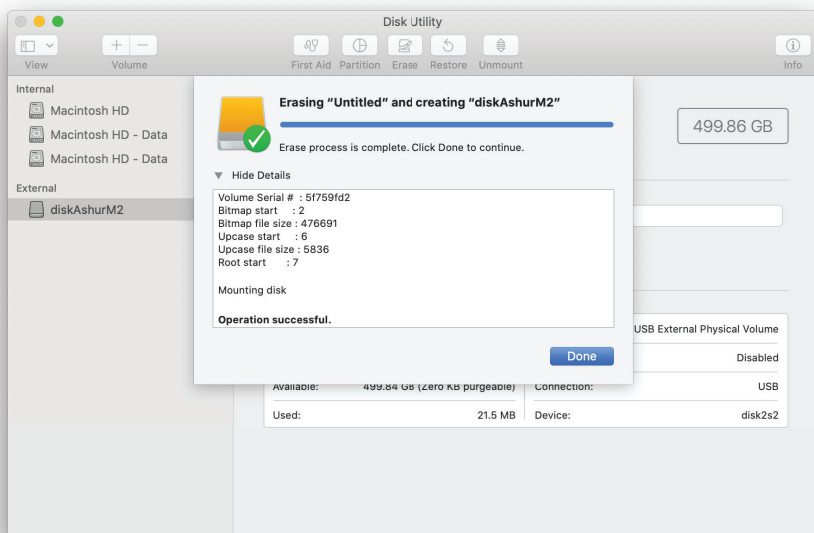 Disk Utility
View
Volume
First Aid
Partition
Erase
Restore
Unmount
Info
Internal
Macintosh HD
Macintosh HD - Data
Macintosh HD - Data
External
diskAshurM2
Erasing “Untitled” and creating “diskAshurM2”
Erase process is complete. Click Done to continue.
Hide Details
Volume Serial # : 5f759fd2
Bitmap start : 2
Bitmap file size : 476691
Upcase start : 6
Upcase file size : 5836
Root start : 7
Mounting disk
Operation successful.
Done
499.86 GB
USB External Physical Volume
Disabled
Available: 499.84 GB (Zero KB purgeable)
Connection: USB
Used: 21.5 MB
Device: disk2s2